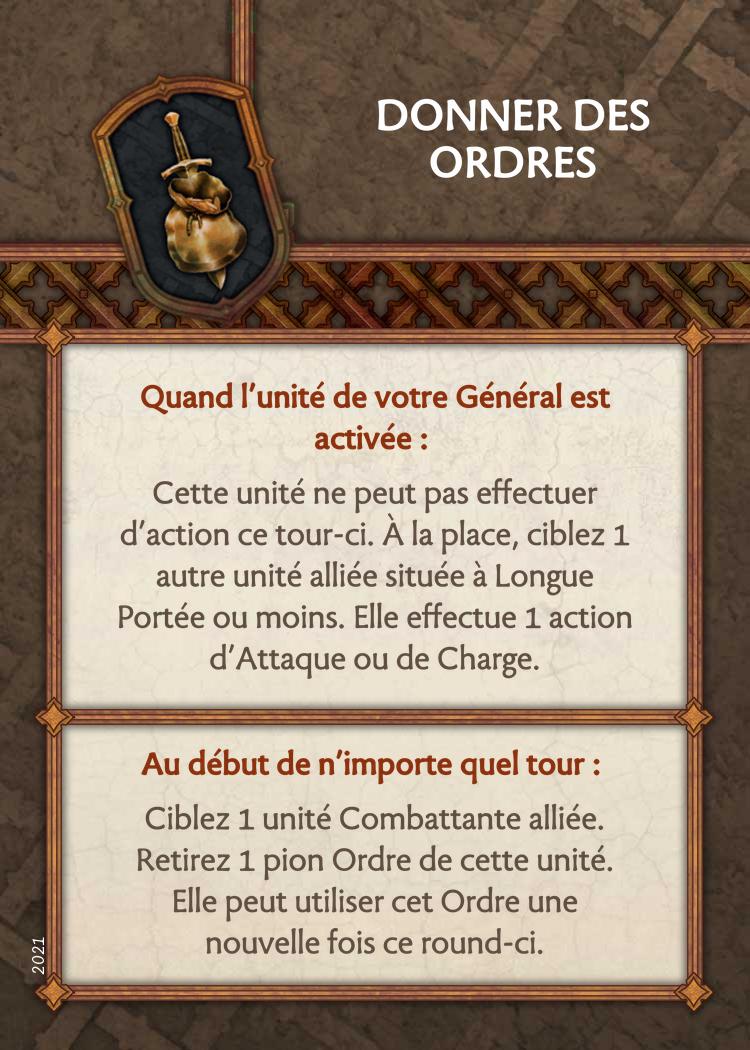 DONNER DES
ORDRES
Quand l'unité de votre Général est
activée :
Cette unité ne peut pas effectuer
d'action ce tour-ci. À la place, ciblez 1
autre unité alliée située à Longue
Portée ou moins. Elle effectue 1 action
d'Attaque ou de Charge.
Au début de n'importe quel tour :
Ciblez 1 unité Combattante alliée.
Retirez 1 pion Ordre de cette unité.
Elle peut utiliser cet Ordre une
nouvelle fois ce round-ci.
2021